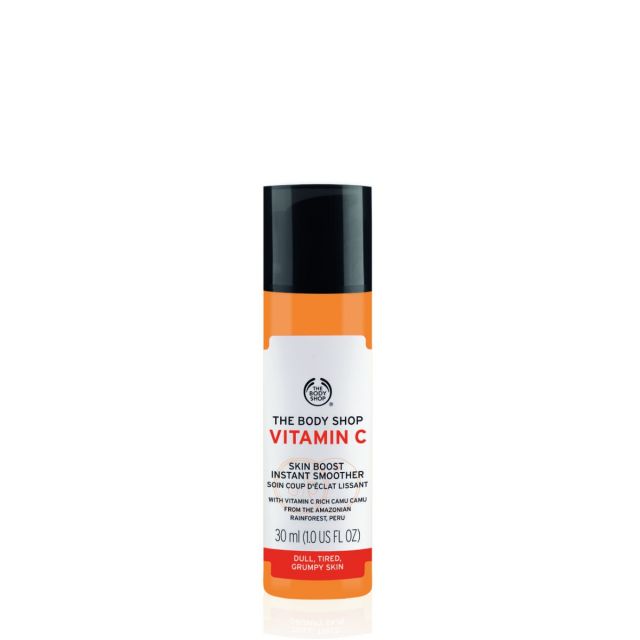 THE
BODY
SHOP
®
THE BODY SHOP
VITAMIN C
SKIN BOOST
INSTANT SMOOTHER
SOIN COUP D'ÉCLAT LISSANT
WITH VITAMIN C RICH CAMU CAMU
FROM THE AMAZONIAN
RAINFOREST, PERU
30 ml (1.0 US FL OZ)
DULL, TIRED,
GRUMPY SKIN